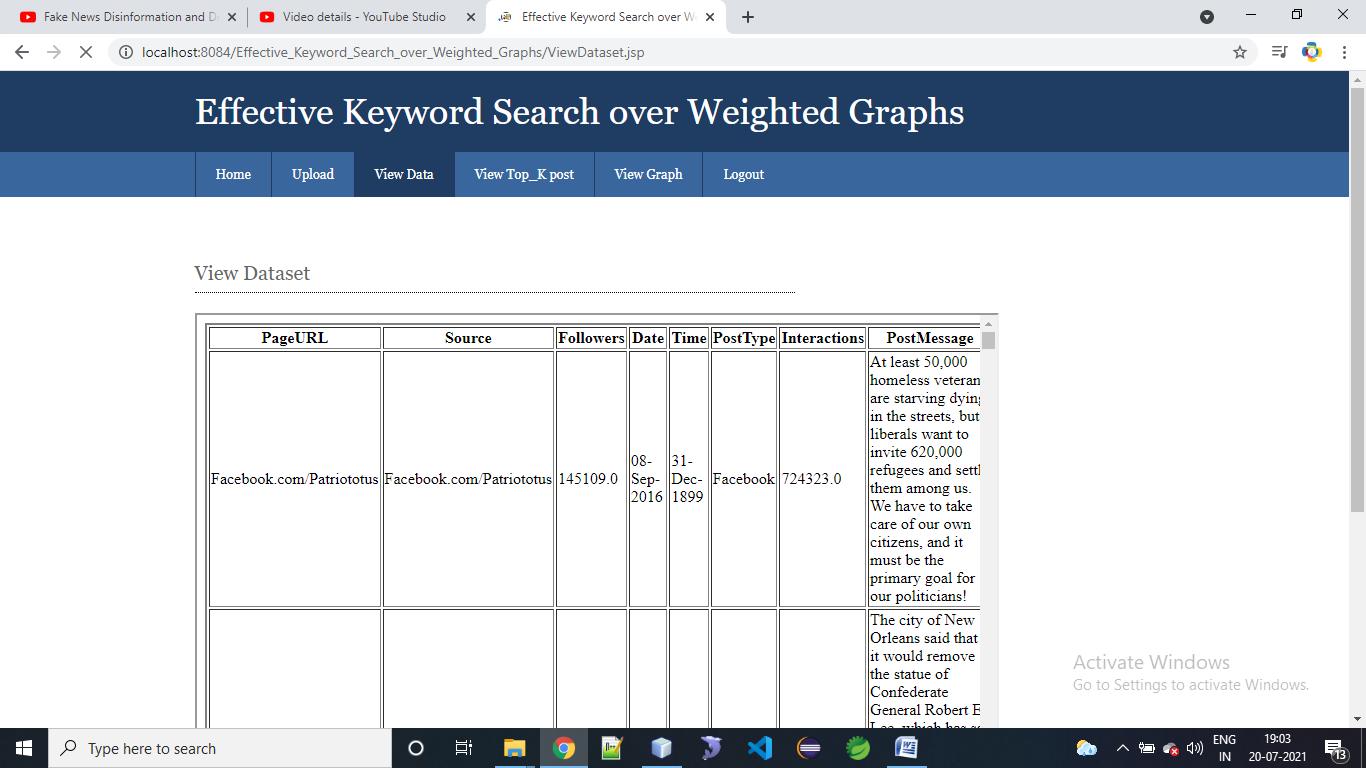 Fake News Disinformation and D
Video details - YouTube Studio
Effective Keyword Search over W
localhost:8084/Effective_Keyword_Search_over_Weighted_Graphs/ViewDataset.jsp
Effective Keyword Search over Weighted Graphs
Home Upload View Data View Top_K post View Graph Logout
View Dataset
PageURL Source Followers Date Time PostType Interactions PostMessage
Facebook.com/Patriototus Facebook.com/Patriototus 145109.0
08-
Sep-
2016
31-
Dec-
1899
Facebook 724323.0
At least 50,000
homeless veteran
are starving dying
in the streets, but
liberals want to
invite 620,000
refugees and settl
them among us.
We have to take
care of our own
citizens, and it
must be the
primary goal for
our politicians!
The city of New
Orleans said that
it would remove
the statue of
Confederate
General Robert E
Lee, which has
Activate Windows
Go to Settings to activate Windows.
Type here to search
ENG
IN
19:03
20-07-2021
13